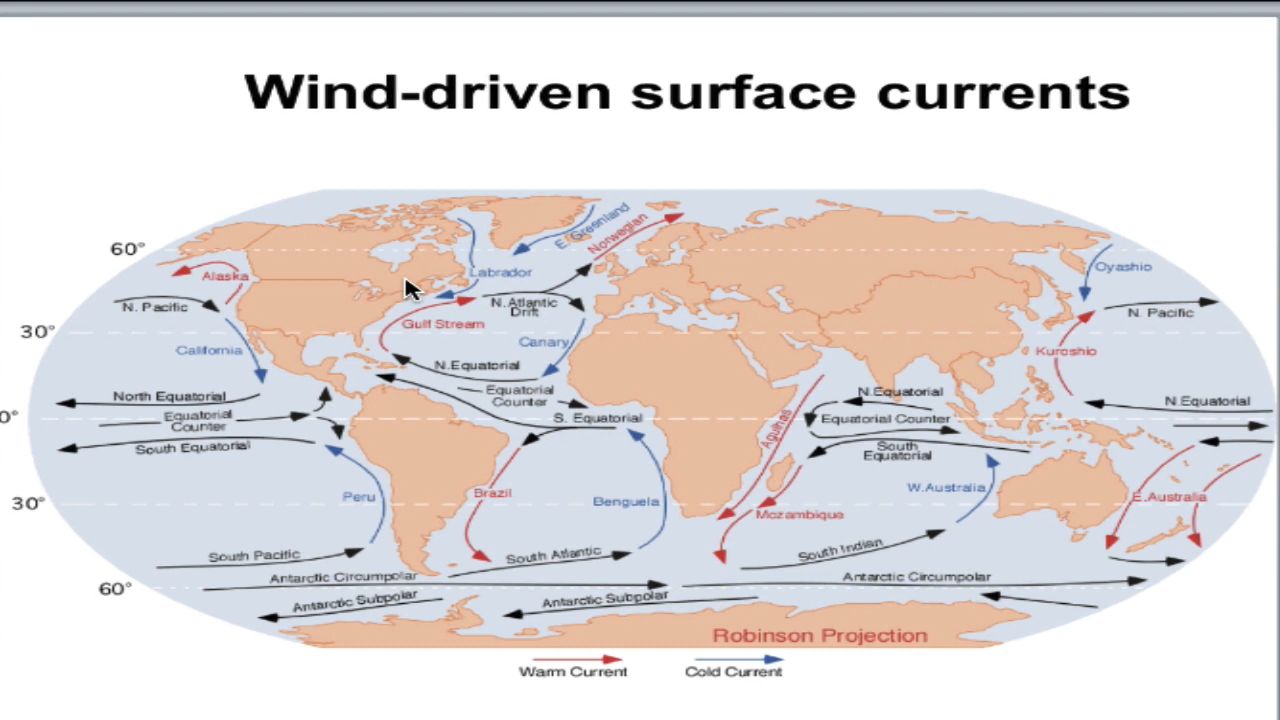 Wind-driven surface currents
E. Greenland
Norwegian
60°
Labrador
Oyashio
Alaska
N. Pacific
N. Atlantic
Drift
N. Pacific
Gulf Stream
30°
California
Canary
Kuroshio
N.Equatorial
North Equatorial
Equatorial
Counter
N.Equatorial
N.Equatorial
0°
Equatorial
Counter
S. Equatorial
Equatorial Counter
Agulhas
South Equatorial
South
Equatorial
Peru
Brazil
Benguela
W.Australia
E.Australia
30°
Mozambique
South Pacific
South Atlantic
South Indian
Antarctic Circumpolar
Antarctic Circumpolar
60°
Antarctic Subpolar
Antarctic Subpolar
Robinson Projection
Warm Current
Cold Current